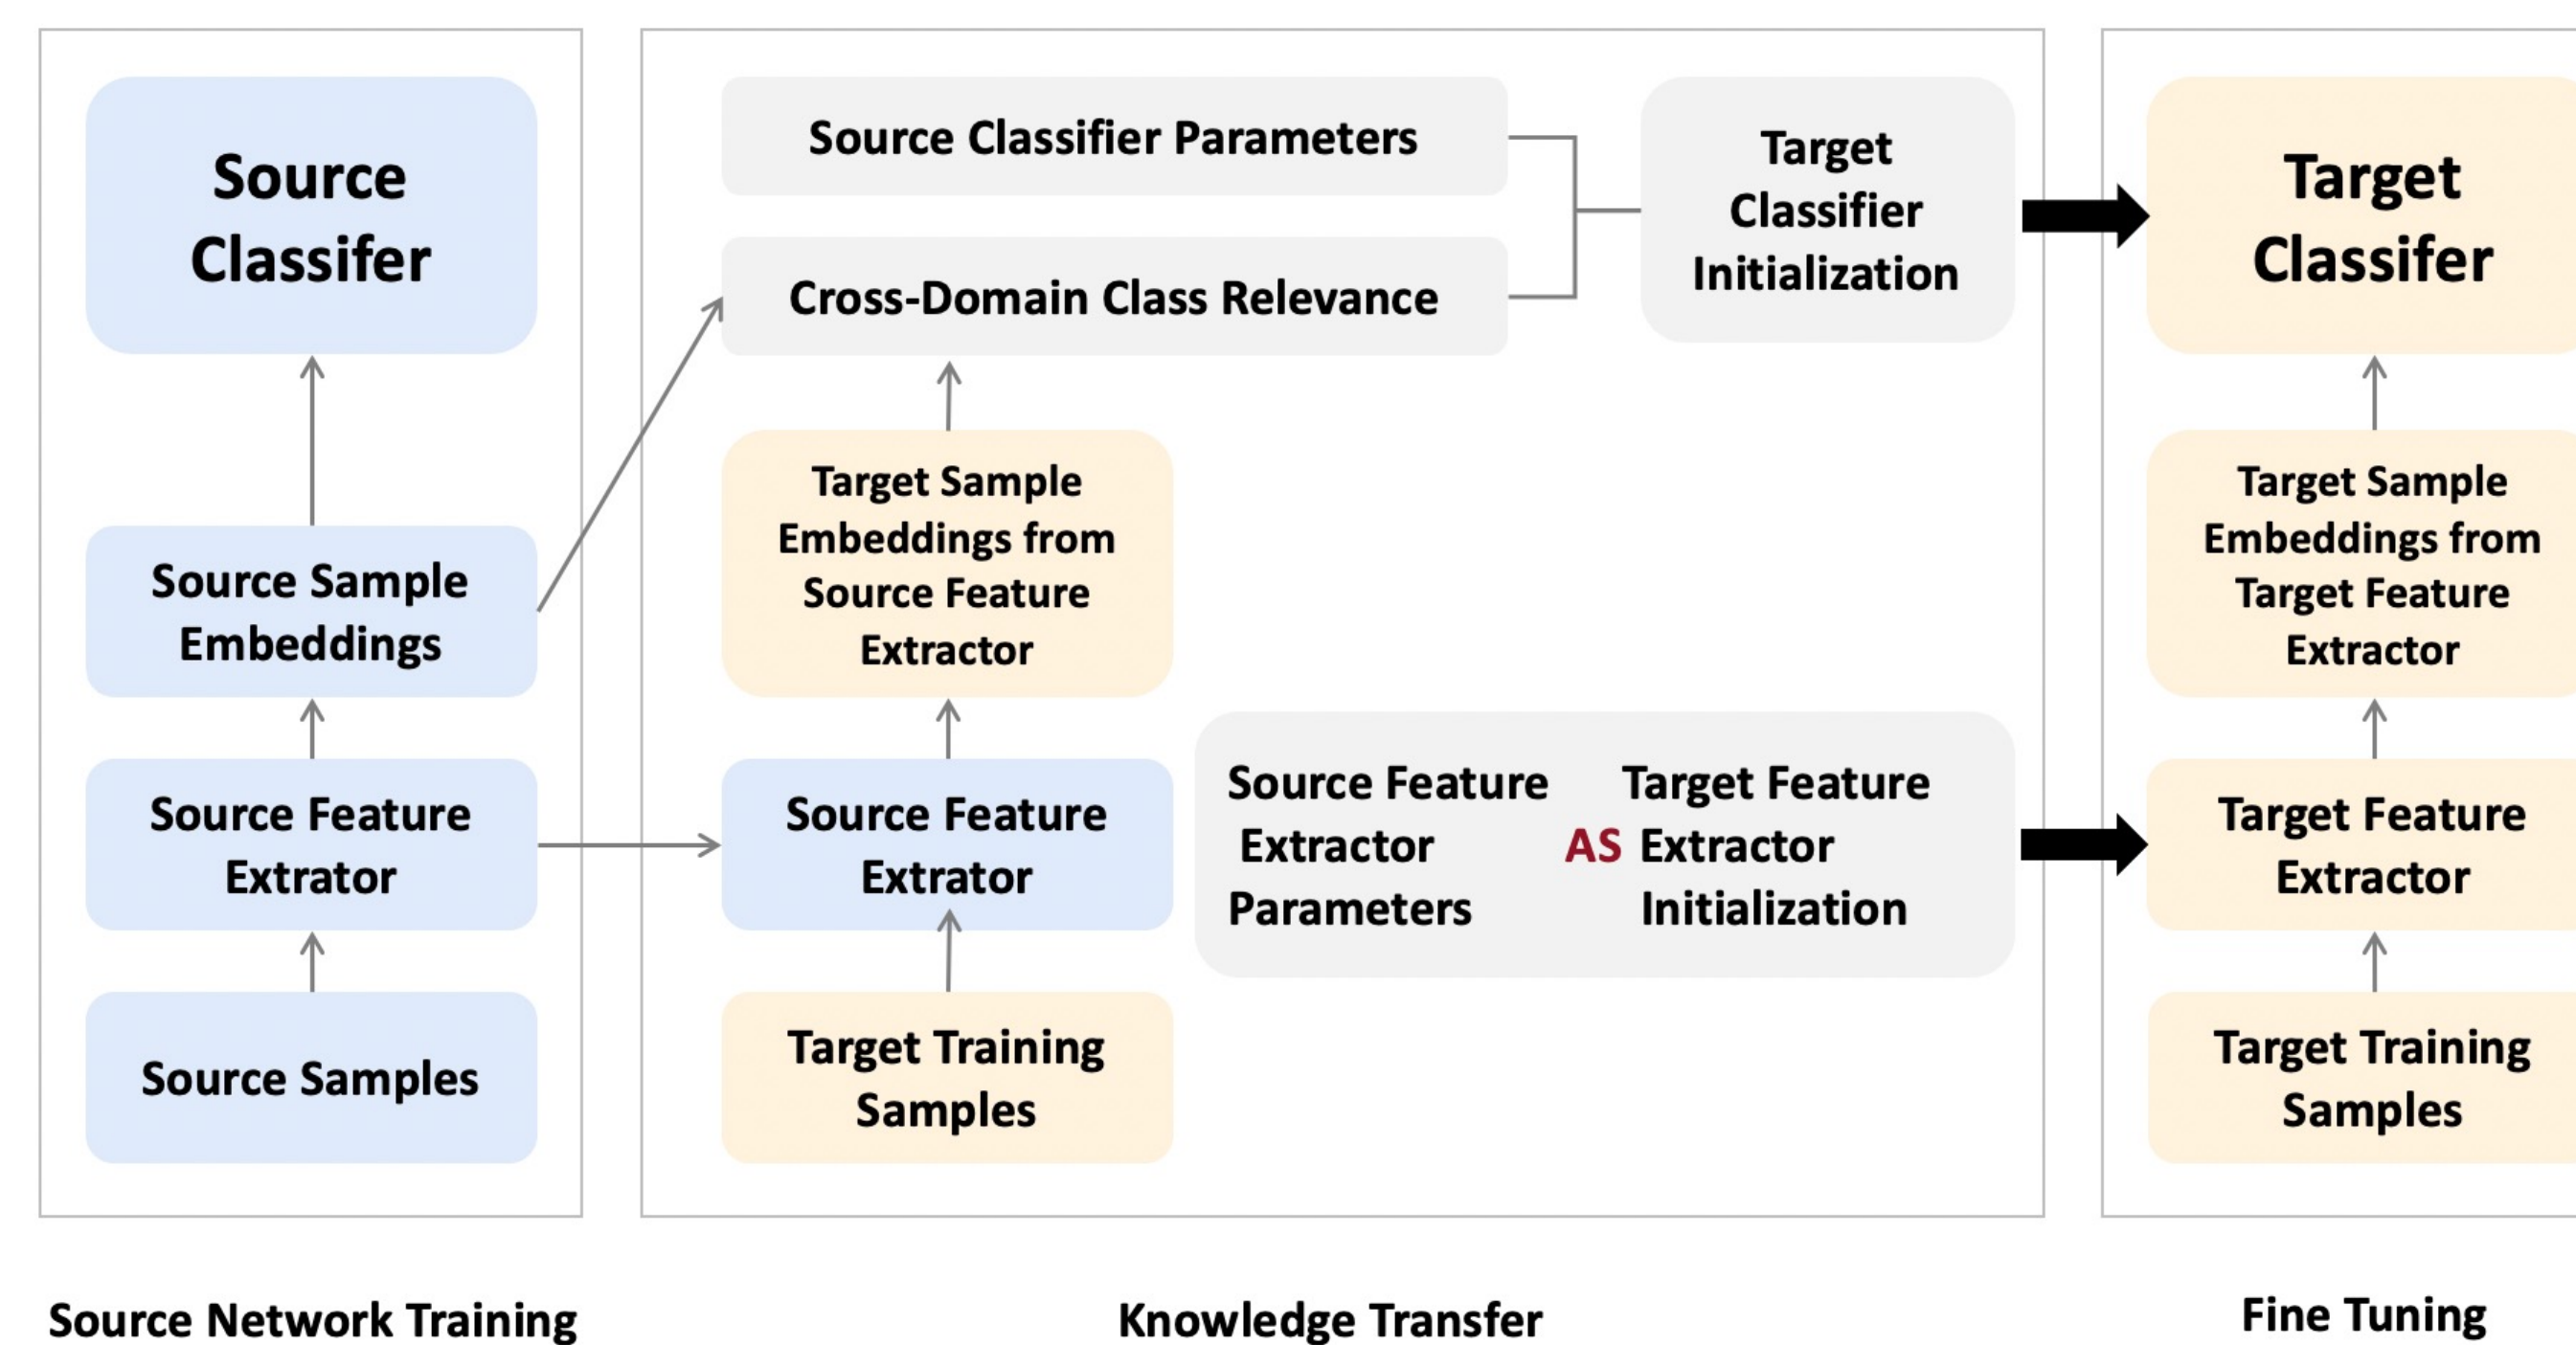 Source
Classifer
Source Sample
Embeddings
Source Feature
Extrator
Source Samples
Source Network Training
Source Classifier Parameters
Cross-Domain Class Relevance
Target
Classifier
Initialization
Target Sample
Embeddings from
Source Feature
Extractor
Source Feature
Extrator
Target Training
Samples
Source Feature
Extractor
Parameters
AS
Target Feature
Extractor
Initialization
Knowledge Transfer
Target
Classifer
Target Sample
Embeddings from
Target Feature
Extractor
Target Feature
Extractor
Target Training
Samples
Fine Tuning